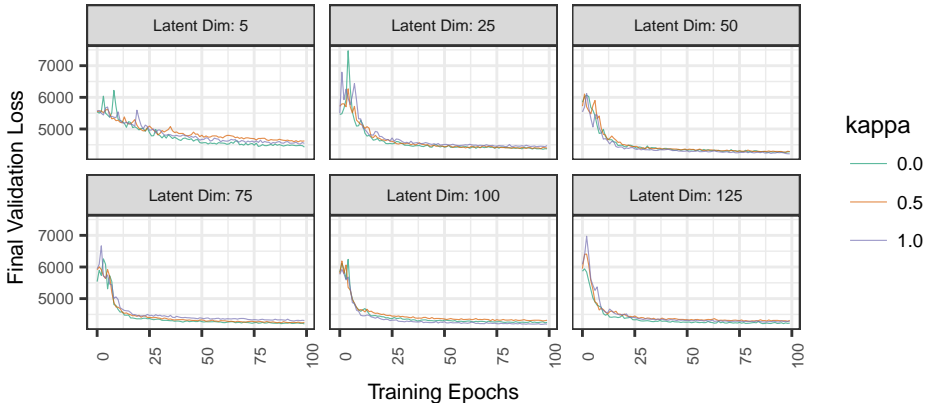 Latent Dim: 5
Latent Dim: 25
Latent Dim: 50
7000
6000
5000
Latent Dim: 75
Latent Dim: 100
Latent Dim: 125
7000
6000
5000
0 25 50 75 100
0 25 50 75 100
0 25 50 75 100
Training Epochs
Final Validation Loss
kappa
0.0
0.5
1.0